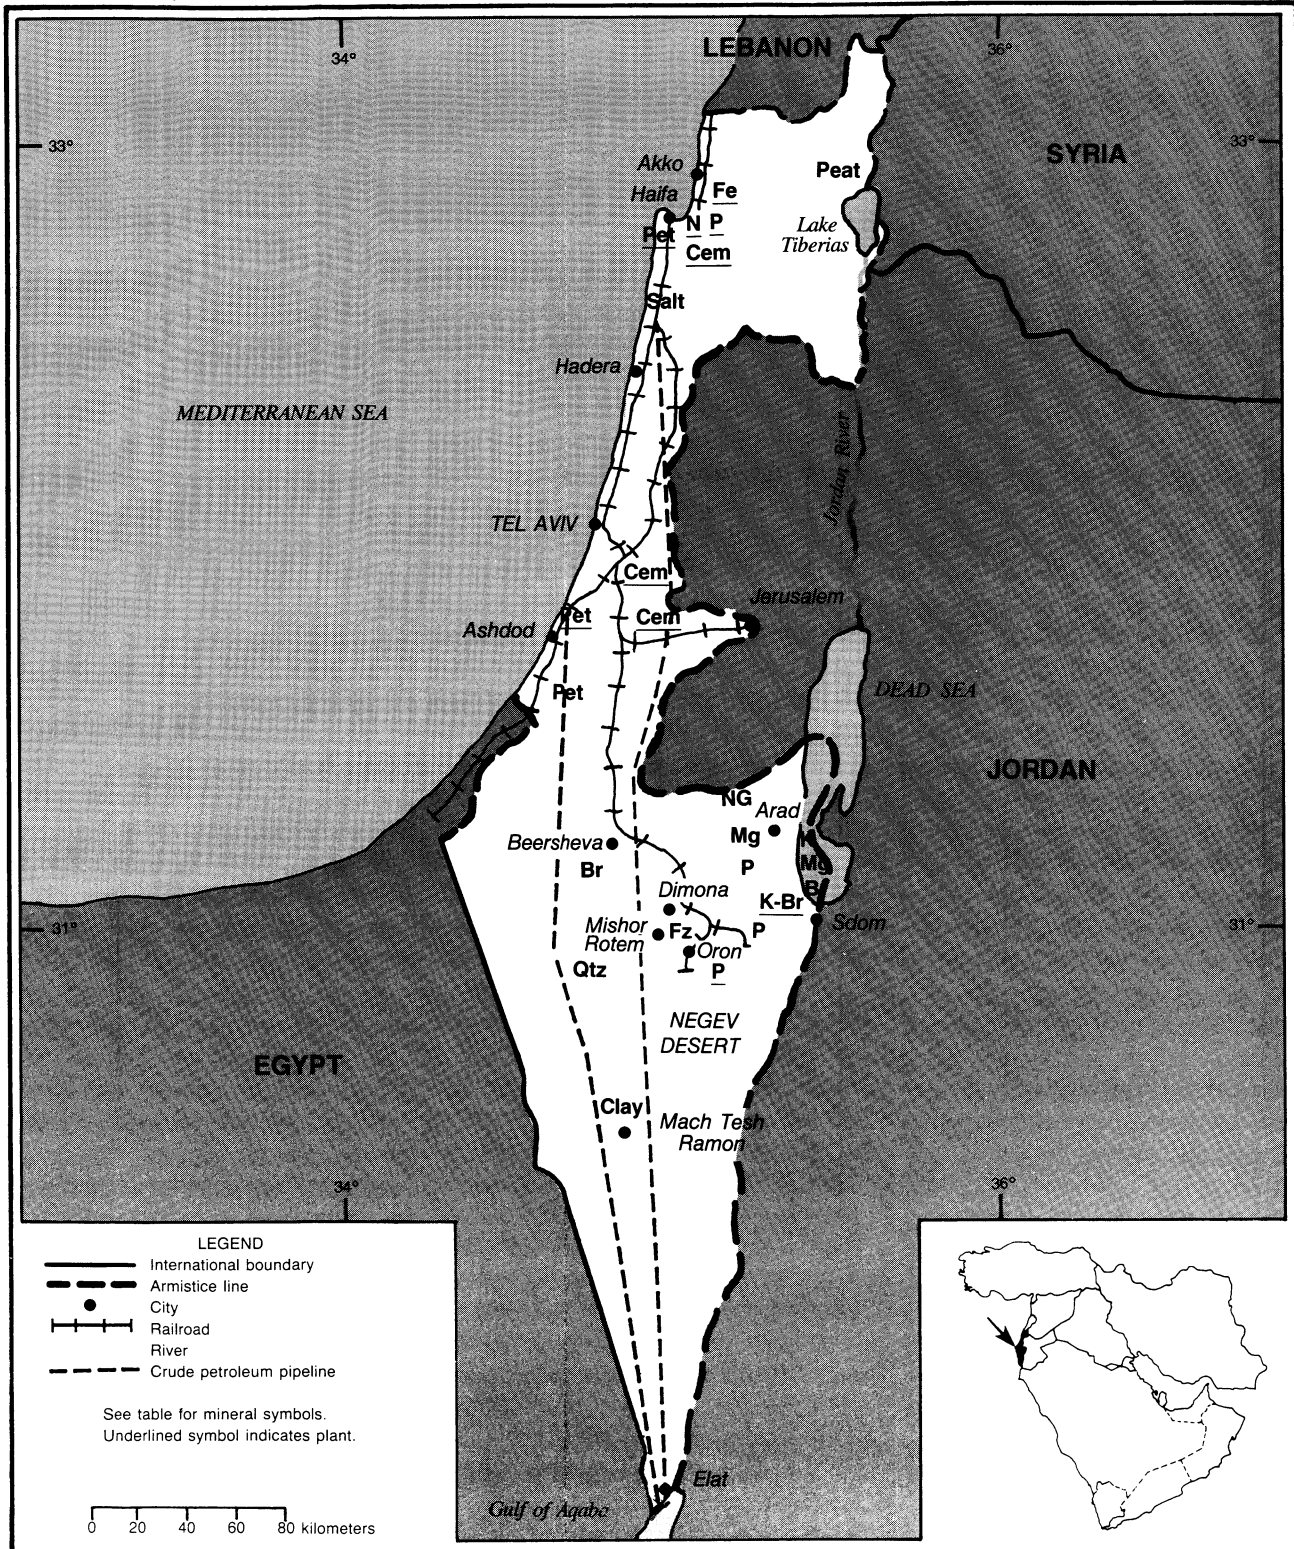 LEBANON
34°
36°
33°
33°
SYRIA
Akko
Peat
Haifa
Fe
N P
Lake
Tiberias
Pet
Cem
Salt
Hadera
MEDITERRANEAN SEA
Jordan River
TEL AVIV
Cem
Jerusalem
Pet
Cem
Ashdod
DEAD SEA
Pet
JORDAN
NG
Arad
Mg
K
Beersheva
P
Mg
Br
B
Dimona
K-Br
Mishor
Rotem
Fz
P
Sdom
31°
31°
Oron
Qtz
P
NEGEV
DESERT
EGYPT
Clay
Mach Tesh
Ramon
34°
36°
LEGEND
International boundary
Armistice line
City
Railroad
River
Crude petroleum pipeline
See table for mineral symbols.
Underlined symbol indicates plant.
Elat
Gulf of Aqaba
0 20 40 60 80 kilometers